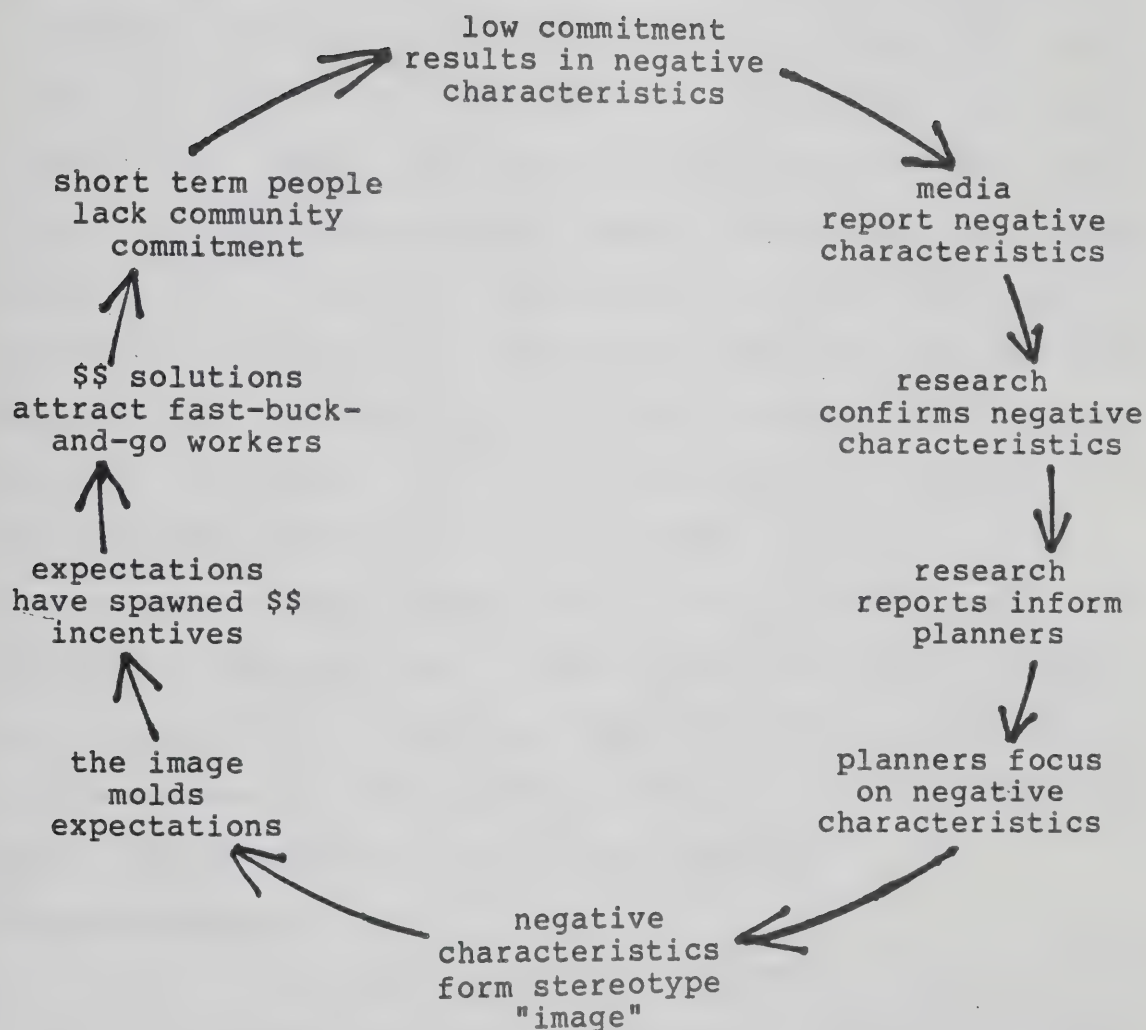 low commitment
results in negative
characteristics
media
report negative
characteristics
research
confirms negative
characteristics
research
reports inform
planners
planners focus
on negative
characteristics
negative
characteristics
form stereotype
"image"
the image
molds
expectations
expectations
have spawned $$
incentives
$$ solutions
attract fast-buck-
and-go workers
short term people
lack community
commitment